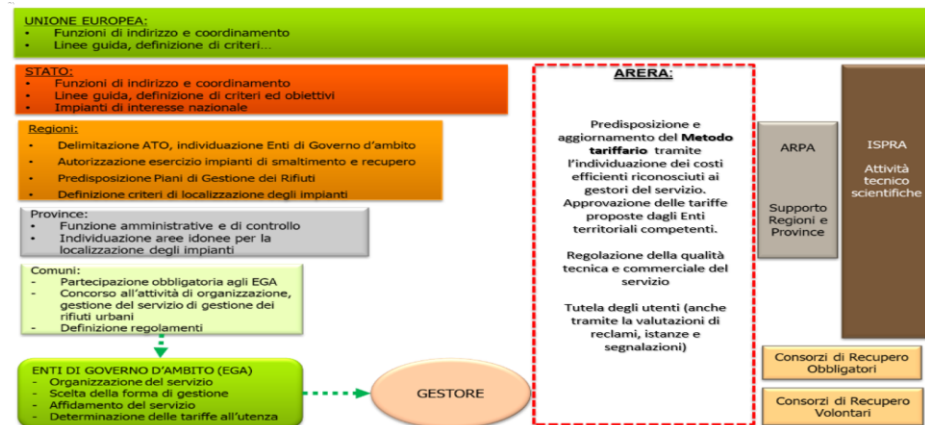 UNIONE EUROPEA:
• Funzioni di indirizzo e coordinamento
• Linee guida, definizione di criteri...
STATO:
• Funzioni di indirizzo e coordinamento
• Linee guida, definizione di criteri ed obiettivi
• Impianti di interesse nazionale
Regioni:
• Delimitazione ATO, individuazione Enti di Governo d'ambito
• Autorizzazione esercizio impianti di smaltimento e recupero
• Predisposizione Piani di Gestione dei Rifiuti
• Definizione criteri di localizzazione degli impianti
Province:
• Funzione amministrative e di controllo
• Individuazione aree idonee per la
localizzazione degli impianti
Comuni:
- Partecipazione obbligatoria agli EGA
- Concorso all'attività di organizzazione,
gestione del servizio di gestione dei
rifiuti urbani
- Definizione regolamenti
ENTI DI GOVERNO D'AMBITO (EGA)
- Organizzazione del servizio
- Scelta della forma di gestione
- Affidamento del servizio
- Determinazione delle tariffe all'utenza
GESTORE
ARERA:
Predisposizione e
aggiornamento del Metodo
tariffario tramite
l'individuazione dei costi
efficienti riconosciuti ai
gestori del servizio.
Approvazione delle tariffe
proposte dagli Enti
territoriali competenti.
Regolazione della qualità
tecnica e commerciale del
servizio
Tutela degli utenti (anche
tramite la valutazioni di
reclami, istanze e
segnalazioni)
ARPA
Supporto
Regioni e
Province
ISPRA
Attività
tecnico
scientifiche
Consorzi di Recupero
Obbligatori
Consorzi di Recupero
Volontari